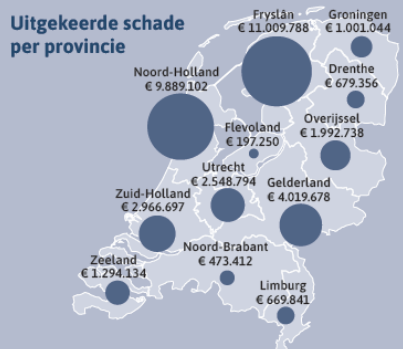 Uitgekeerde schade
per provincie
Fryslân
€ 11.009.788
Groningen
€ 1.001.044
Noord-Holland
€ 9.889.102
Drenthe
€ 679.356
Flevoland
€ 197.250
Overijssel
€ 1.992.738
Utrecht
€ 2.548.794
Zuid-Holland
€ 2.966.697
Gelderland
€ 4.019.678
Noord-Brabant
€ 473.412
Zeeland
€ 1.294.134
Limburg
€ 669.841